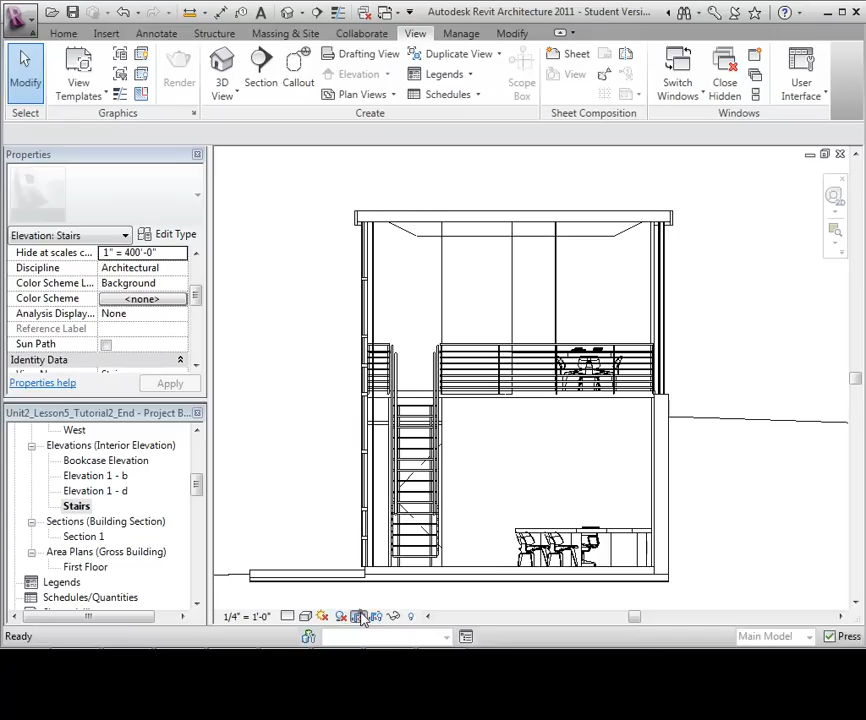 Autodesk Revit Architecture 2011 - Student Versi...
Home Insert Annotate Structure Massing & Site Collaborate View Manage Modify
Modify
View Templates
Render
3D View
Section
Callout
Drafting View
Elevation
Plan Views
Duplicate View
Legends
Schedules
Scope Box
Sheet
View
Switch Windows
Close Hidden
User Interface
Select Graphics Create Sheet Composition Windows
Properties
Elevation: Stairs Edit Type
Hide at scales c... 1" = 400'-0"
Discipline Architectural
Color Scheme L... Background
Color Scheme <none>
Analysis Display... None
Reference Label
Sun Path
Identity Data
Properties help Apply
Unit2_Lesson5_Tutorial2_End - Project B...
West
Elevations (Interior Elevation)
Bookcase Elevation
Elevation 1 - b
Elevation 1 - d
Stairs
Sections (Building Section)
Section 1
Area Plans (Gross Building)
First Floor
Legends
Schedules/Quantities
1/4" = 1'-0"
Ready Main Model Press